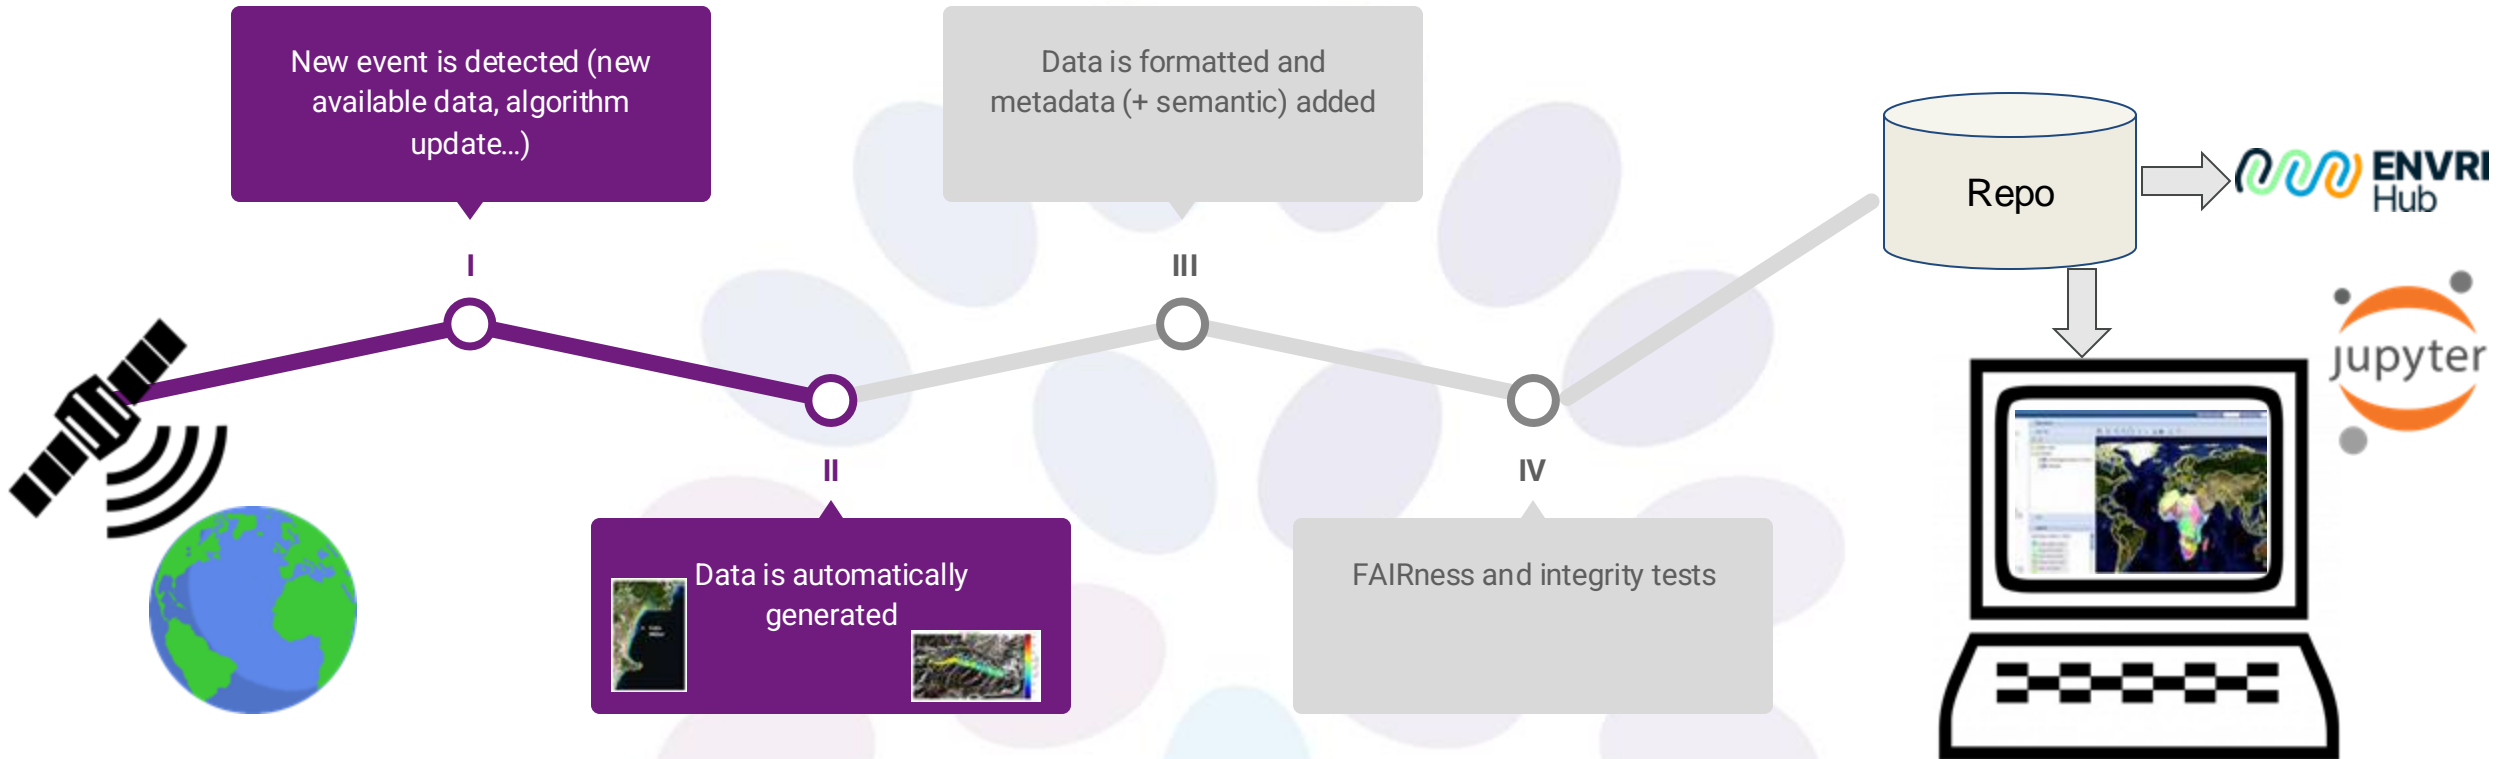 New event is detected (new
available data, algorithm
update...)
I
II
Data is automatically
generated
Data is formatted and
metadata (+ semantic) added
III
IV
FAIRness and integrity tests
Repo
ENVRI
Hub
jupyter